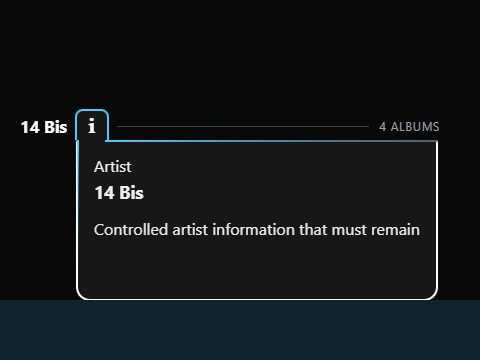 14 Bis i 4 ALBUMS
Artist
14 Bis
Controlled artist information that must remain